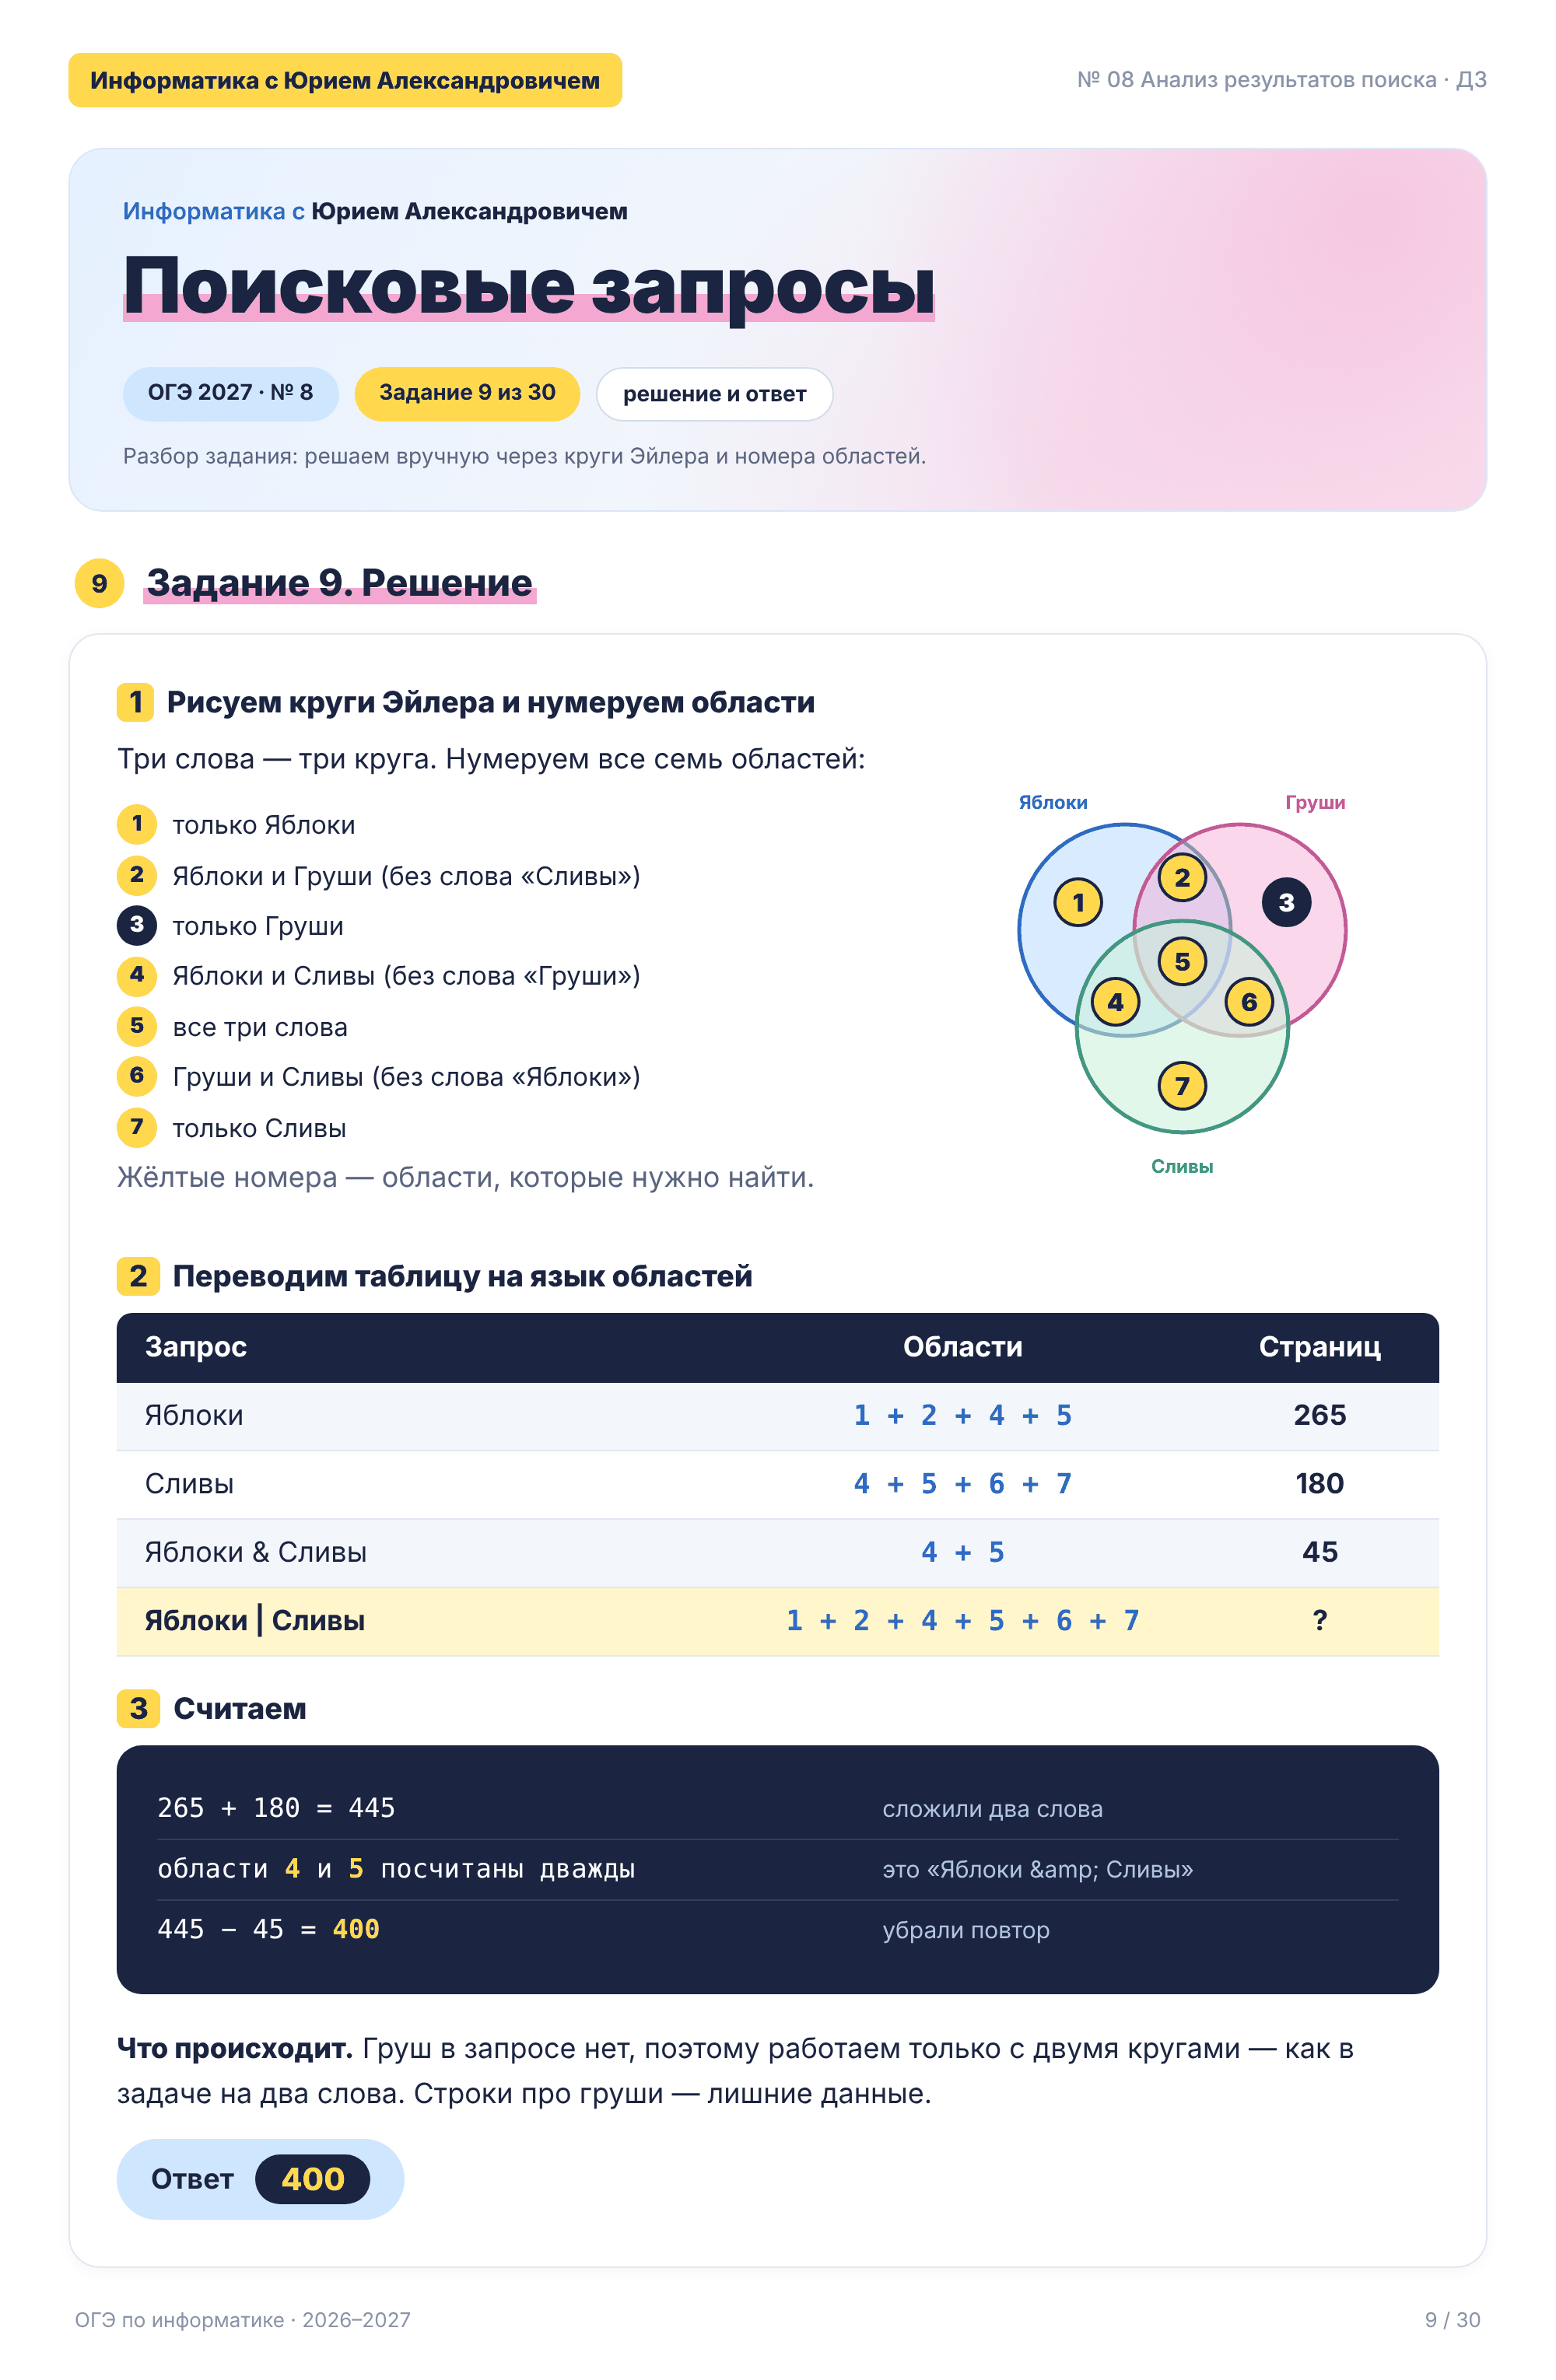 Информатика с Юрием Александровичем
№ 08 Анализ результатов поиска · ДЗ
Информатика с Юрием Александровичем
Поисковые запросы
ОГЭ 2027 · № 8
Задание 9 из 30
решение и ответ
Разбор задания: решаем вручную через круги Эйлера и номера областей.
9 Задание 9. Решение
1 Рисуем круги Эйлера и нумеруем области
Три слова — три круга. Нумеруем все семь областей:
1 только Яблоки
2 Яблоки и Груши (без слова «Сливы»)
3 только Груши
4 Яблоки и Сливы (без слова «Груши»)
5 все три слова
6 Груши и Сливы (без слова «Яблоки»)
7 только Сливы
Жёлтые номера — области, которые нужно найти.
Яблоки
Груши
1
2
3
5
4
6
7
Сливы
2 Переводим таблицу на язык областей
Запрос Области Страниц
Яблоки 1 + 2 + 4 + 5 265
Сливы 4 + 5 + 6 + 7 180
Яблоки & Сливы 4 + 5 45
Яблоки | Сливы 1 + 2 + 4 + 5 + 6 + 7 ?
3 Считаем
265 + 180 = 445 сложили два слова
области 4 и 5 посчитаны дважды это «Яблоки &amp; Сливы»
445 − 45 = 400 убрали повтор
Что происходит. Груш в запросе нет, поэтому работаем только с двумя кругами — как в
задаче на два слова. Строки про груши — лишние данные.
Ответ 400
ОГЭ по информатике · 2026–2027
9 / 30